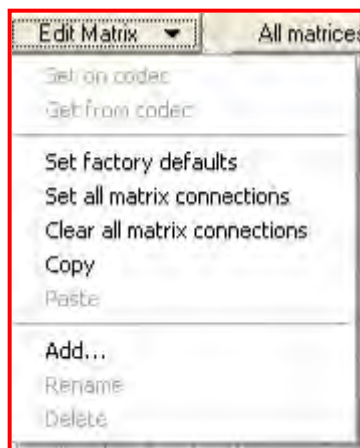 Edit Matrix All matrices
Set on codec
Get from codec
Set factory defaults
Set all matrix connections
Clear all matrix connections
Copy
Paste
Add...
Rename
Delete